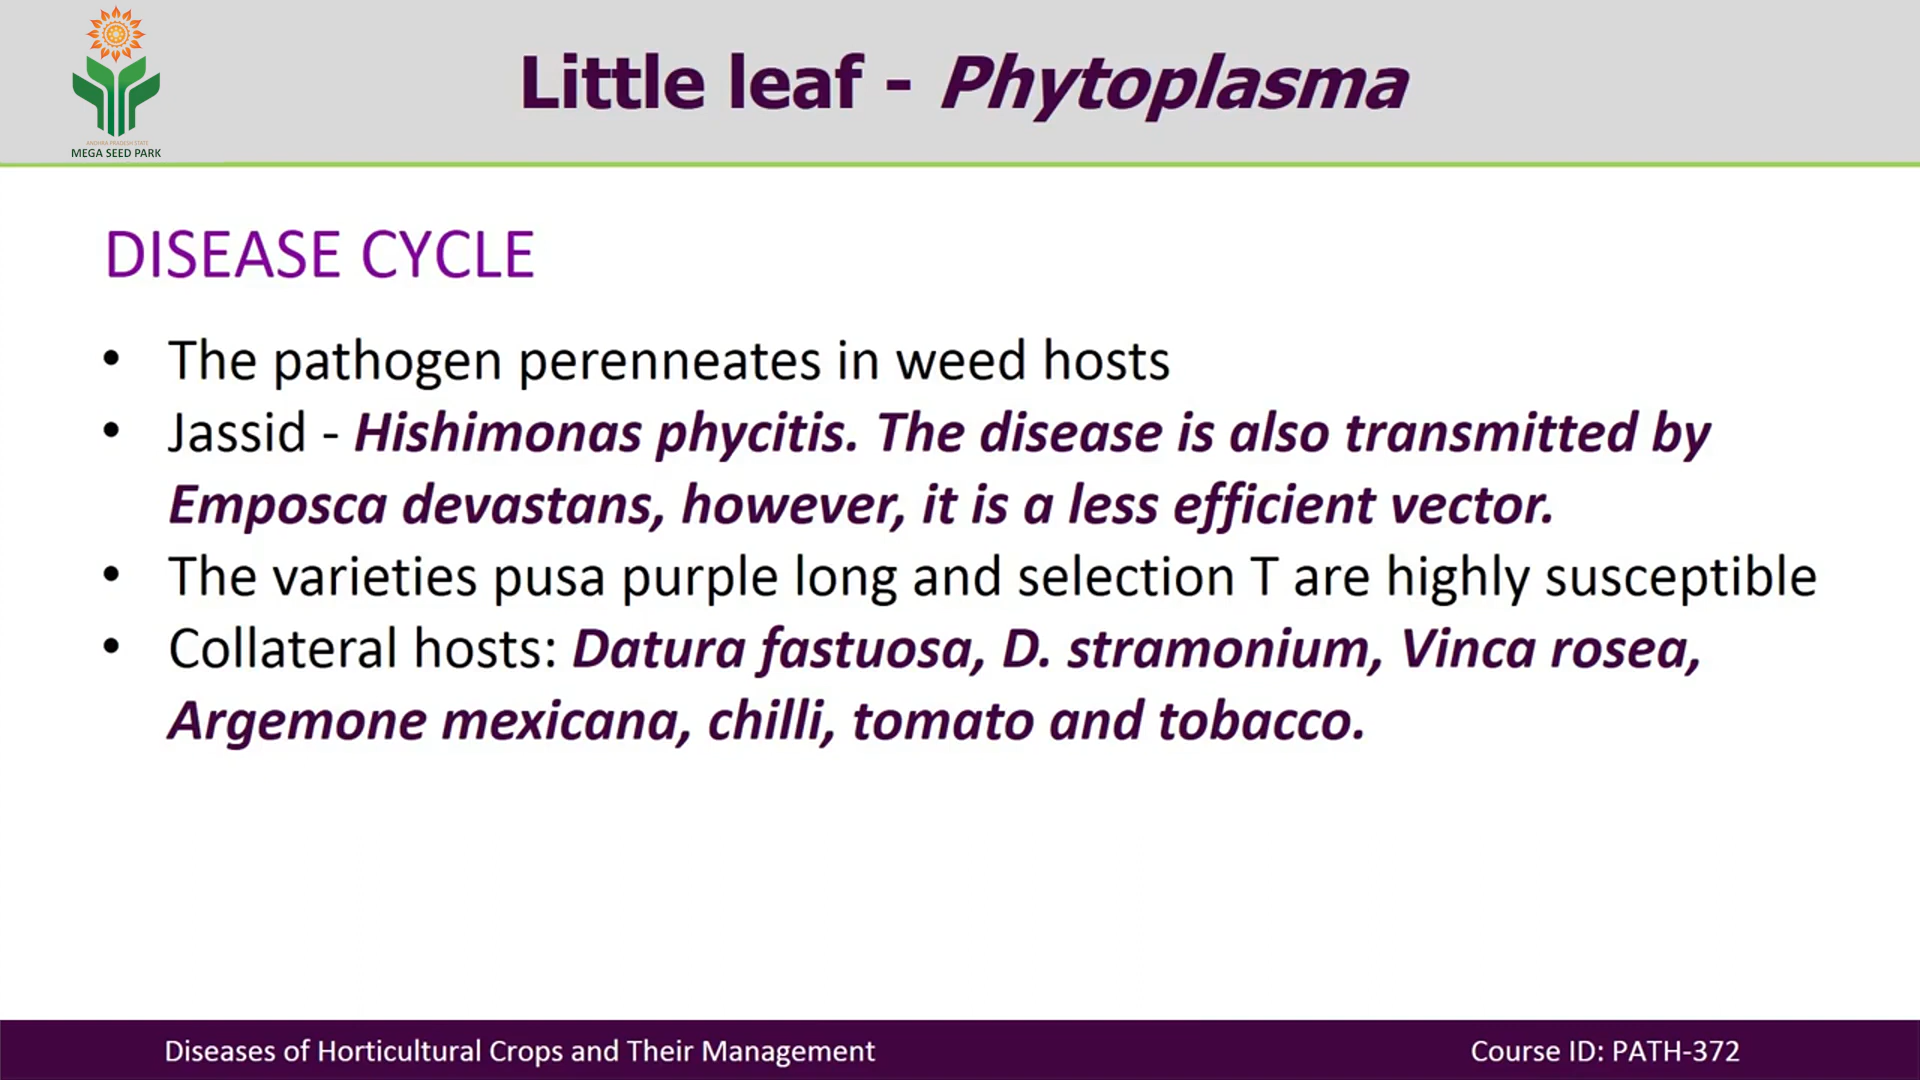 Little leaf - Phytoplasma
ANDHRA PRADESH STATE
MEGA SEED PARK
DISEASE CYCLE
• The pathogen perenneates in weed hosts
• Jassid - Hishimonas phycitis. The disease is also transmitted by
Emposca devastans, however, it is a less efficient vector.
• The varieties pusa purple long and selection T are highly susceptible
• Collateral hosts: Datura fastuosa, D. stramonium, Vinca rosea,
Argemone mexicana, chilli, tomato and tobacco.
Diseases of Horticultural Crops and Their Management
Course ID: PATH-372